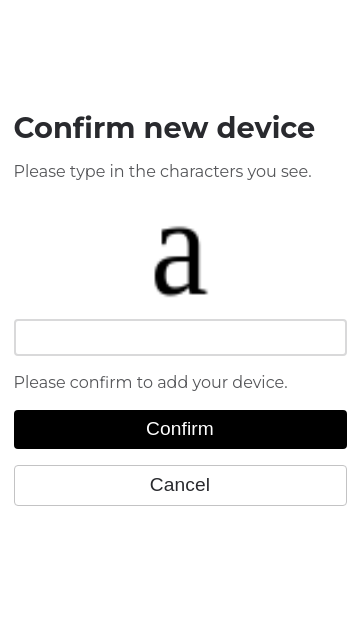 Confirm new device
Please type in the characters you see.
a
Please confirm to add your device.
Confirm
Cancel